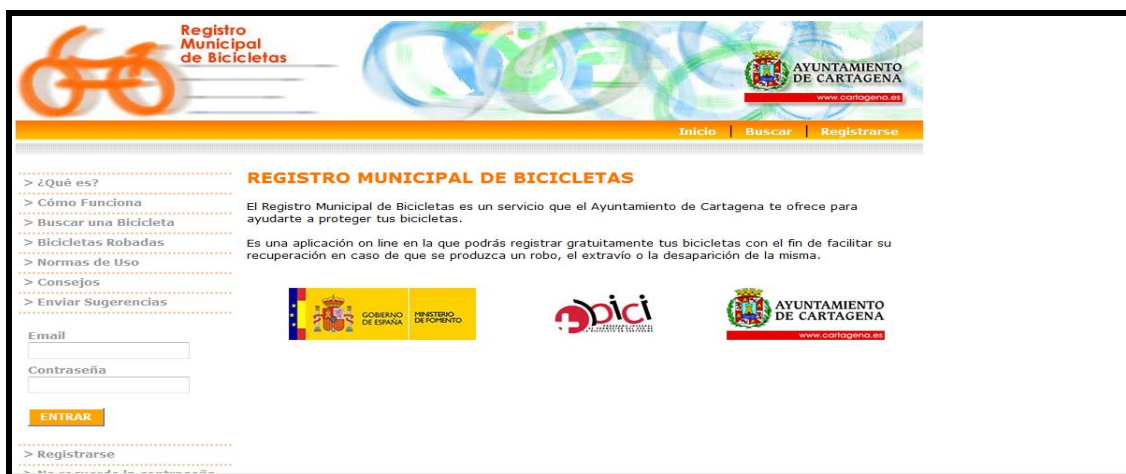 Registro
Municipal
de Bicicletas
AYUNTAMIENTO
DE CARTAGENA
www.cartagena.es
Inicio | Buscar | Registrarse
> ¿Qué es?
> Cómo Funciona
> Buscar una Bicicleta
> Bicicletas Robadas
> Normas de Uso
> Consejos
> Enviar Sugerencias
Email
Contraseña
ENTRAR
> Registrarse
> No recuerdo la contraseña
REGISTRO MUNICIPAL DE BICICLETAS
El Registro Municipal de Bicicletas es un servicio que el Ayuntamiento de Cartagena te ofrece para
ayudarte a proteger tus bicicletas.
Es una aplicación on line en la que podrás registrar gratuitamente tus bicicletas con el fin de facilitar su
recuperación en caso de que se produzca un robo, el extravío o la desaparición de la misma.
GOBIERNO
DE ESPAÑA
MINISTERIO
DE FOMENTO
bici
AYUNTAMIENTO
DE CARTAGENA
www.cartagena.es